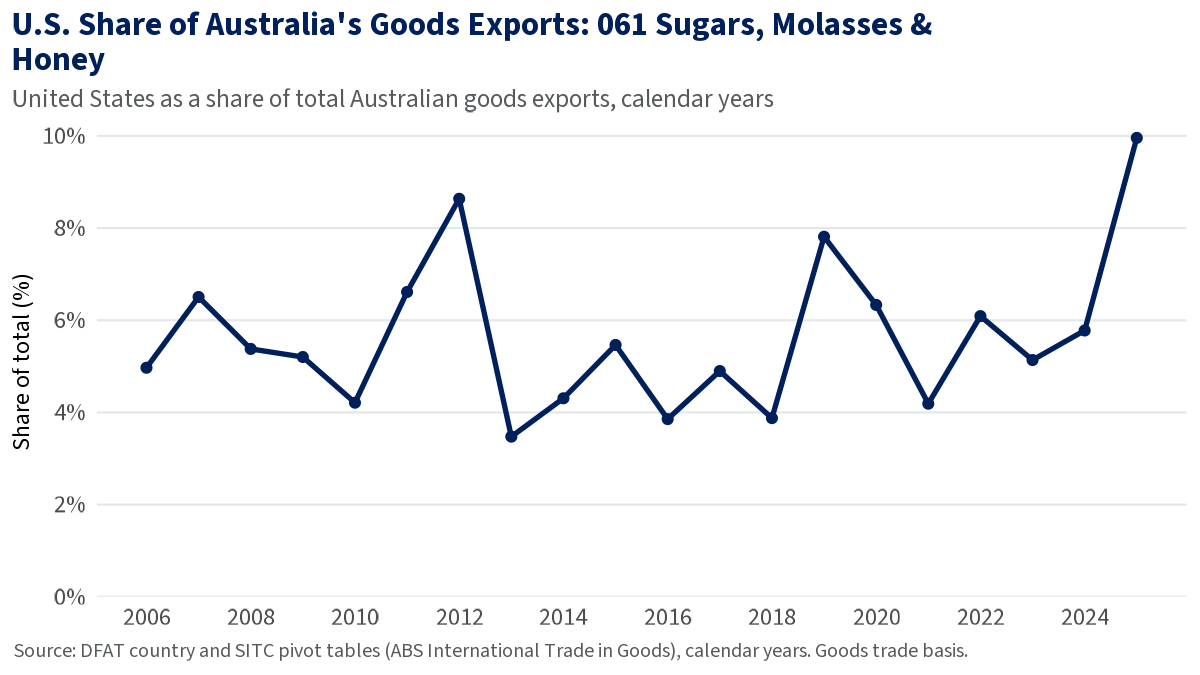 U.S. Share of Australia's Goods Exports: 061 Sugars, Molasses &
Honey
United States as a share of total Australian goods exports, calendar years
10%
8%
6%
4%
2%
0%
Share of total (%)
2006 2008 2010 2012 2014 2016 2018 2020 2022 2024
Source: DFAT country and SITC pivot tables (ABS International Trade in Goods), calendar years. Goods trade basis.